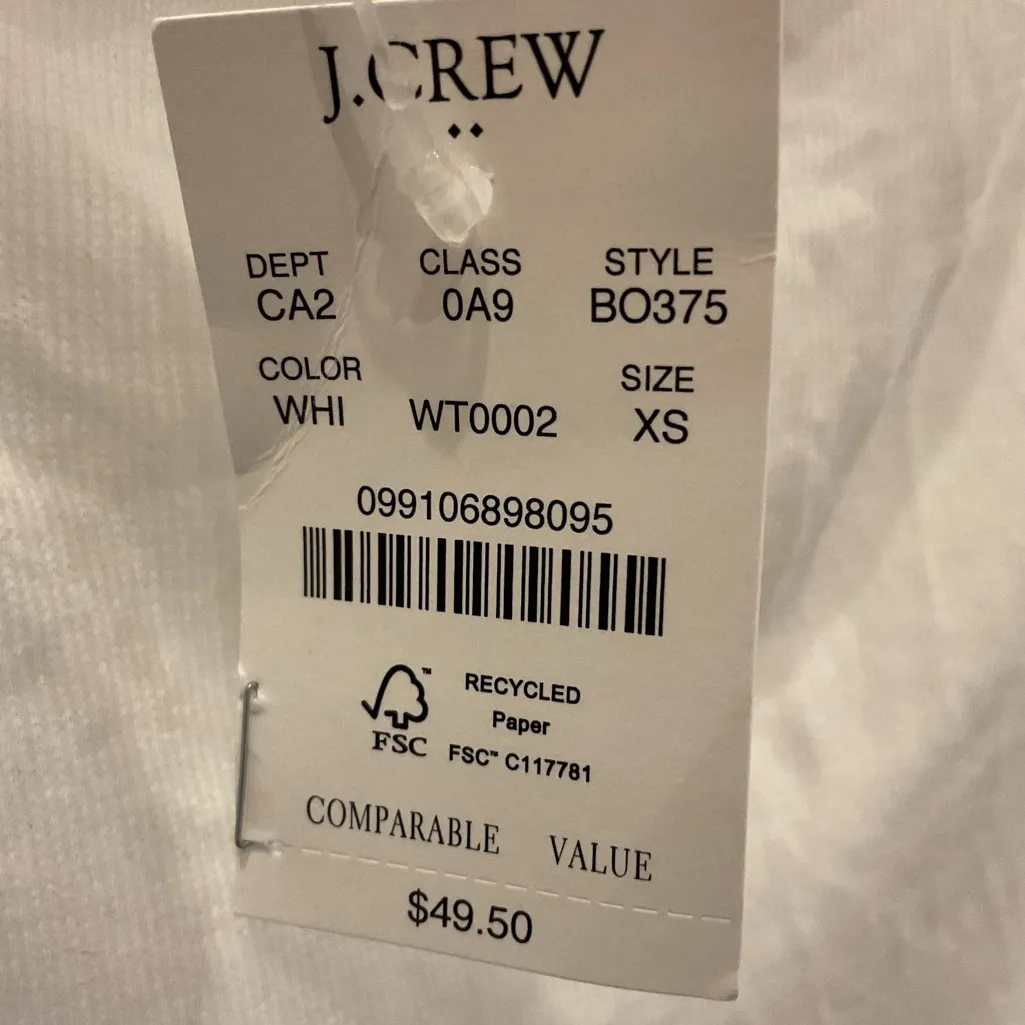 J.CREW
DEPT CLASS STYLE
CA2 0A9 BO375
COLOR SIZE
WHI WT0002 XS
099106898095
RECYCLED
Paper
FSC™ C117781
™
FSC
COMPARABLE VALUE
$49.50